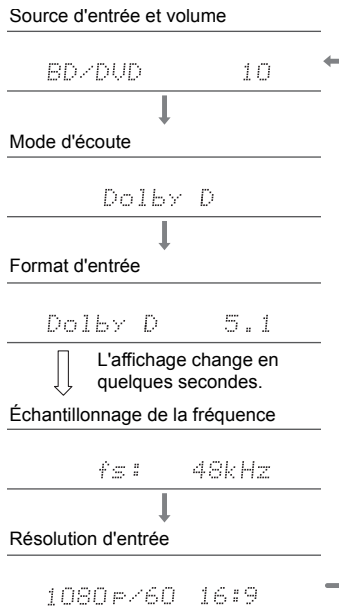 Source d'entrée et volume
BD/DVD 10
Mode d'écoute
Dolby D
Format d'entrée
Dolby D 5.1
L'affichage change en
quelques secondes.
Échantillonnage de la fréquence
fs: 48kHz
Résolution d'entrée
1080p/60 16:9